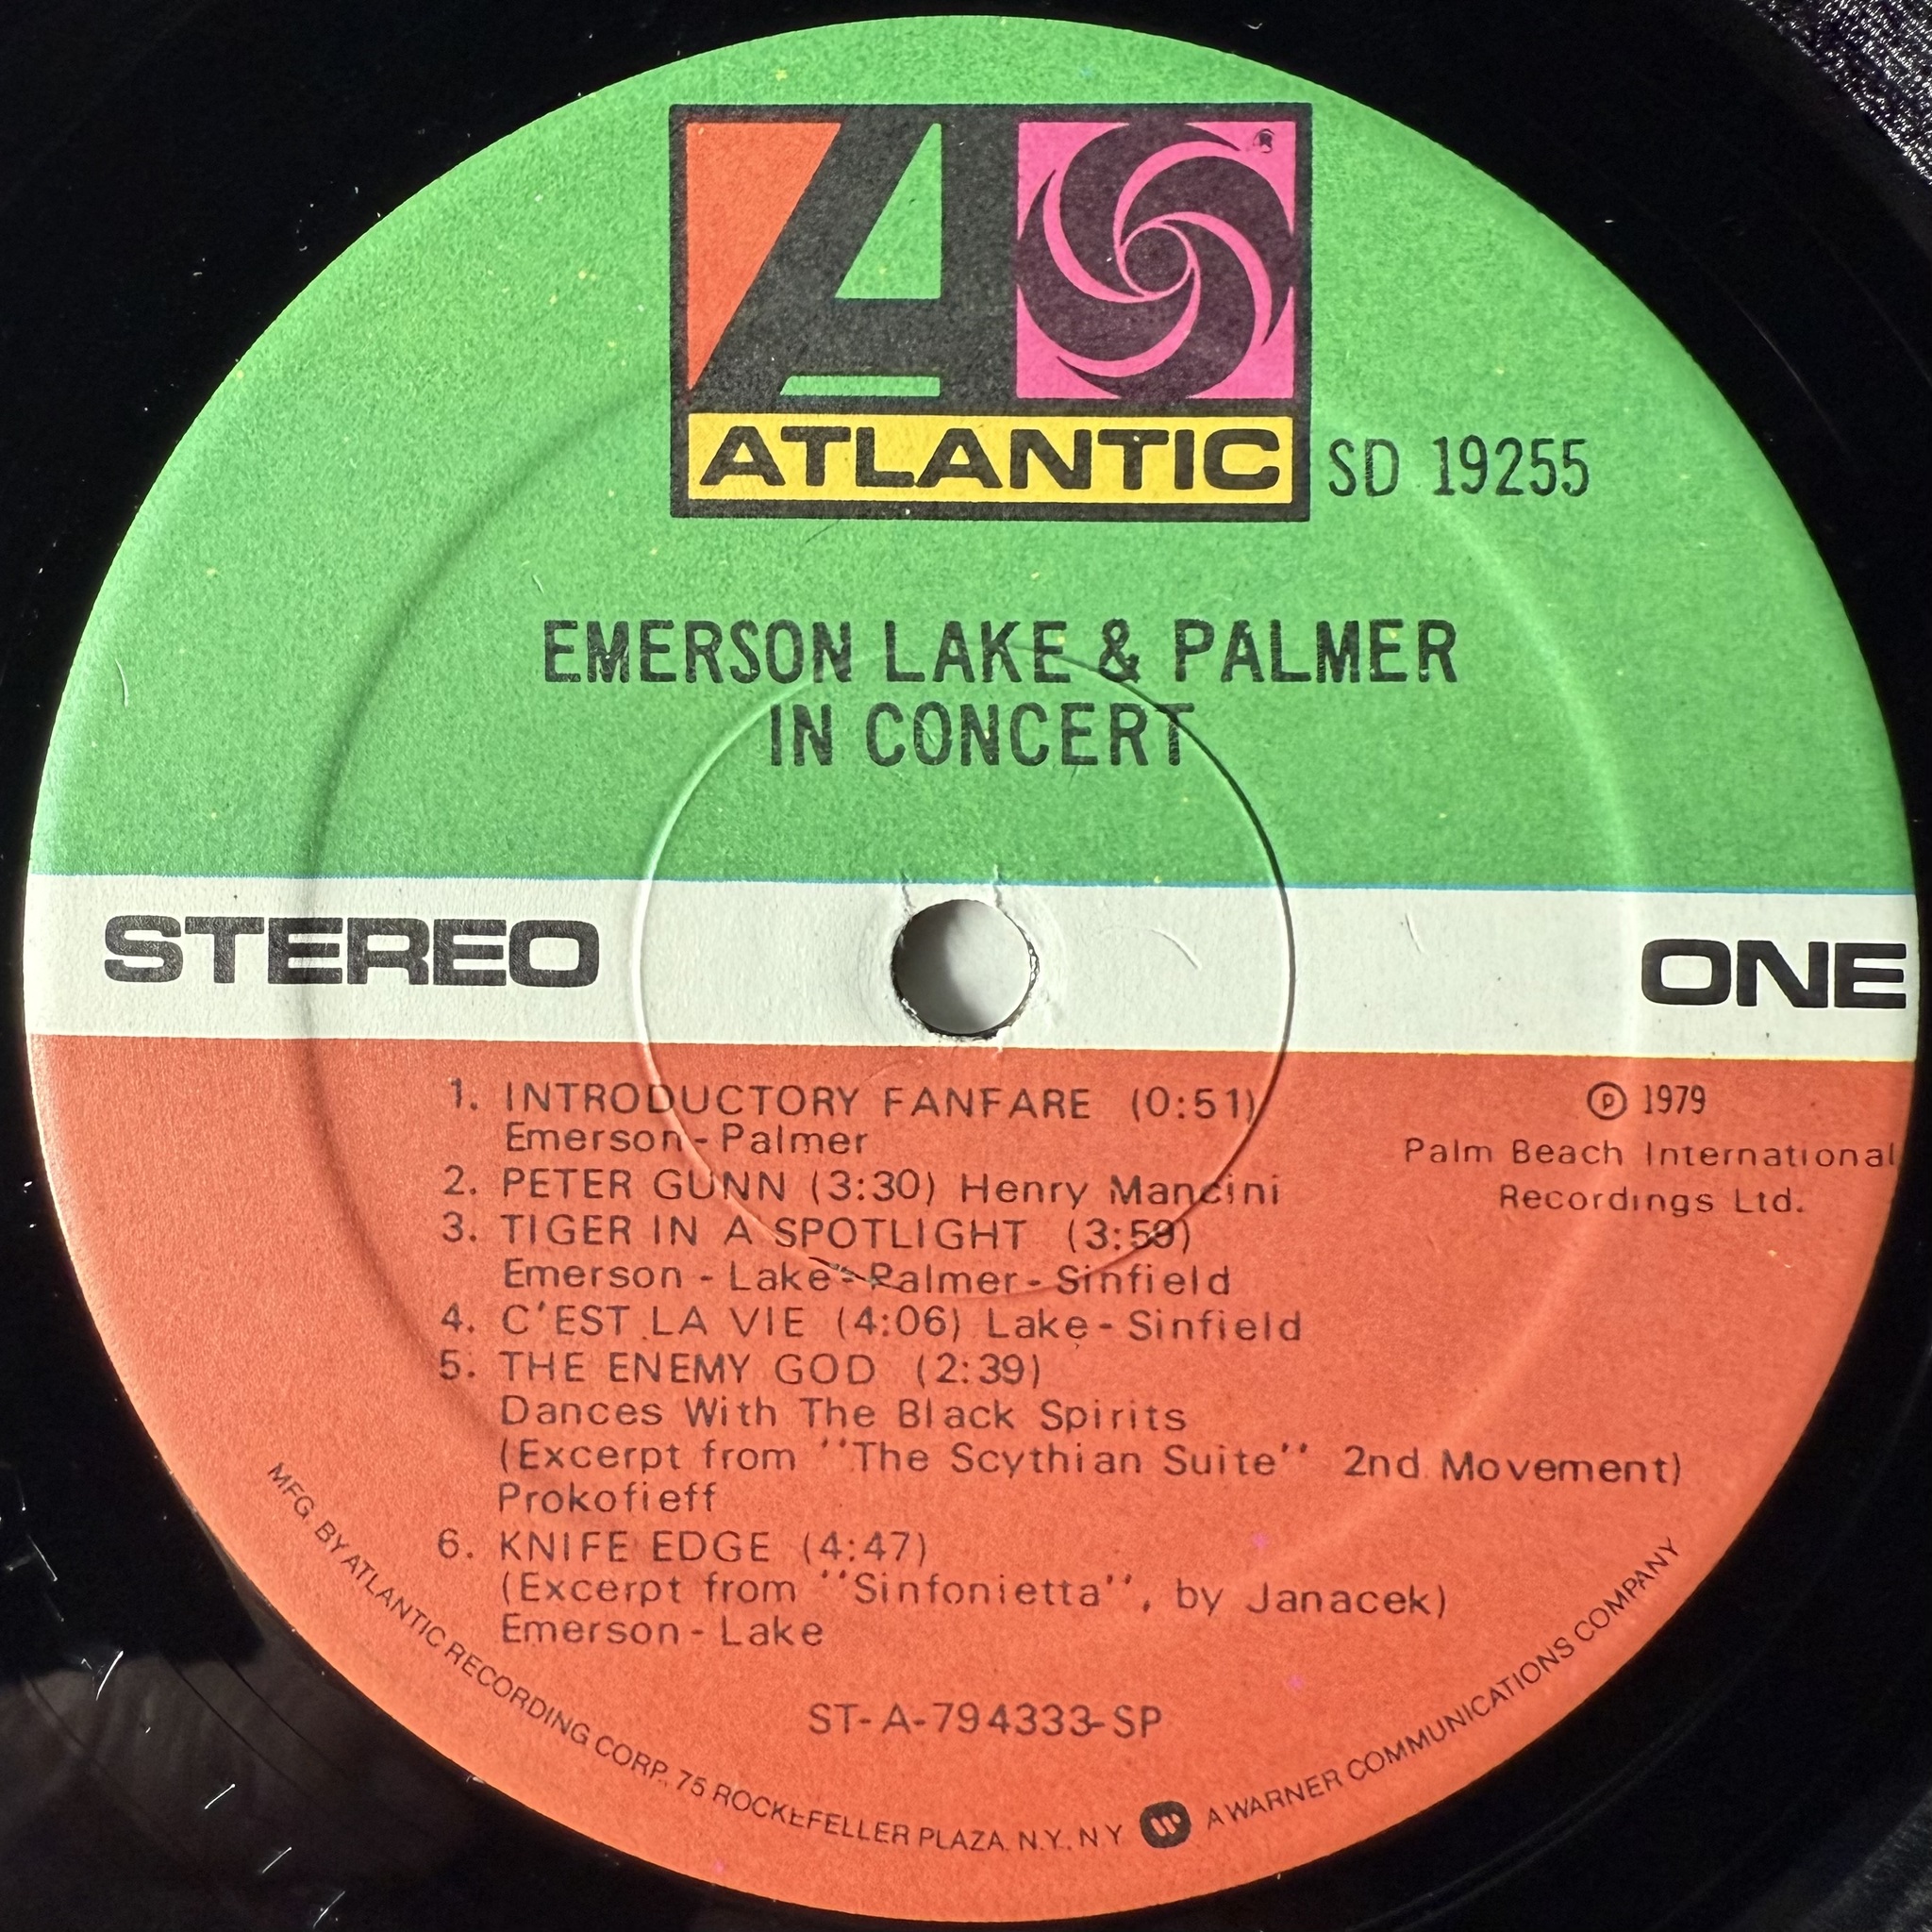 ATLANTIC
SD 19255
EMERSON LAKE & PALMER
IN CONCERT
STEREO
ONE
1. INTRODUCTORY FANFARE (0:51)
Emerson - Palmer
2. PETER GUNN (3:30) Henry Mancini
3. TIGER IN A SPOTLIGHT (3:59)
Emerson - Lake - Palmer - Sinfield
4. C'EST LA VIE (4:06) Lake - Sinfield
5. THE ENEMY GOD (2:39)
Dances With The Black Spirits
(Excerpt from ''The Scythian Suite'' 2nd Movement)
Prokofieff
6. KNIFE EDGE (4:47)
(Excerpt from ''Sinfonietta'', by Janacek)
Emerson - Lake
℗ 1979
Palm Beach International
Recordings Ltd.
ST-A-794333-SP
MFG. BY ATLANTIC RECORDING CORP., 75 ROCKEFELLER PLAZA, N.Y., N.Y. A WARNER COMMUNICATIONS COMPANY